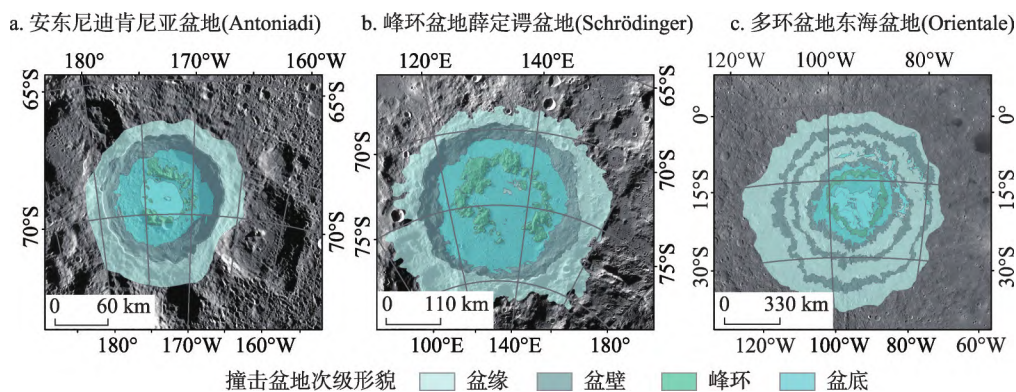 a. 安东尼迪肯尼亚盆地(Antoniadi)
b. 峰环盆地薛定谔盆地(Schrödinger)
c. 多环盆地东海盆地(Orientale)
180° 170°W 160°W
120°E 140°E
120°W 100°W 80°W
65°S 65°S
70°S 70°S
0 60 km
180° 170°W 160°W
65°S
70°S 70°S
75°S 75°S
0 110 km
100°E 140°E 180°
0° 0°
15°S 15°S
30°S 30°S
0 330 km
120°W 100°W 80°W 60°W
撞击盆地次级形貌 盆缘 盆壁 峰环 盆底